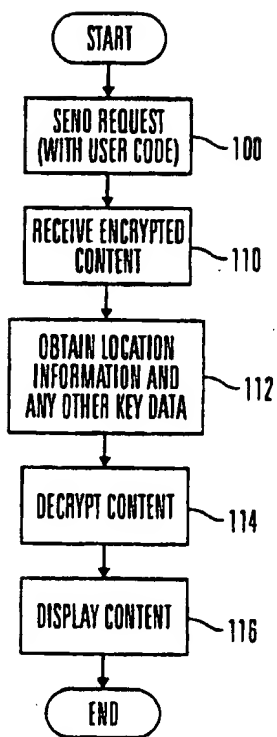 START
SEND REQUEST
(WITH USER CODE)
100
RECEIVE ENCRYPTED
CONTENT
110
OBTAIN LOCATION
INFORMATION AND
ANY OTHER KEY DATA
112
DECRYPT CONTENT
114
DISPLAY CONTENT
116
END